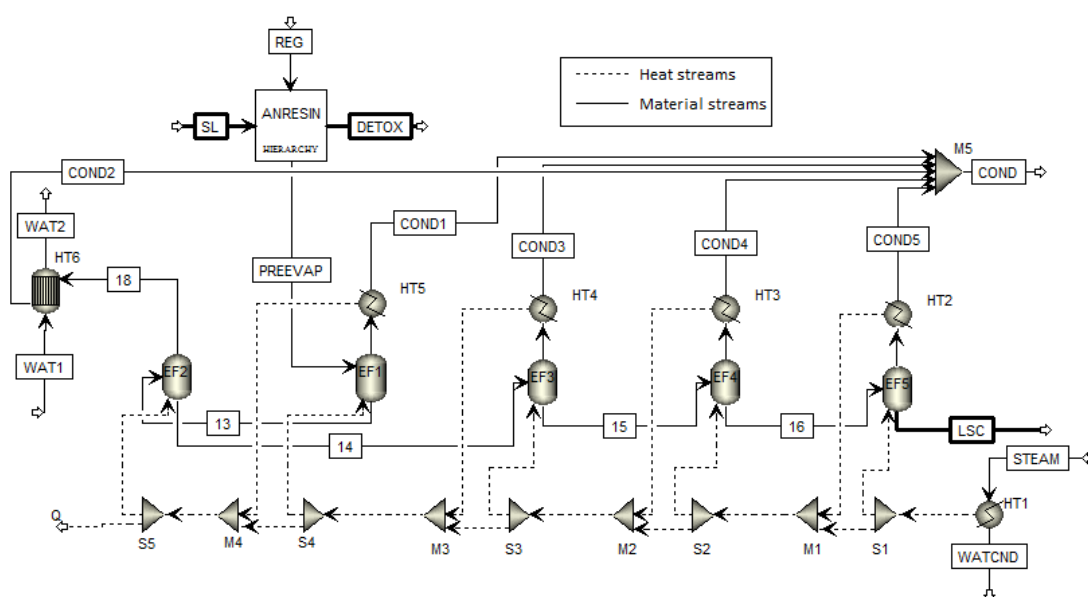 REG
Heat streams
Material streams
SL
ANRESIN
HIERARCHY
DETOX
M5
COND2
COND
WAT2
COND1
COND3
COND4
COND5
HT6
18
PREEVAP
HT5
HT4
HT3
HT2
WAT1
EF2
EF1
EF3
EF4
EF5
13
14
15
16
LSC
STEAM
Q
HT1
S5
M4
S4
M3
S3
M2
S2
M1
S1
WATCND